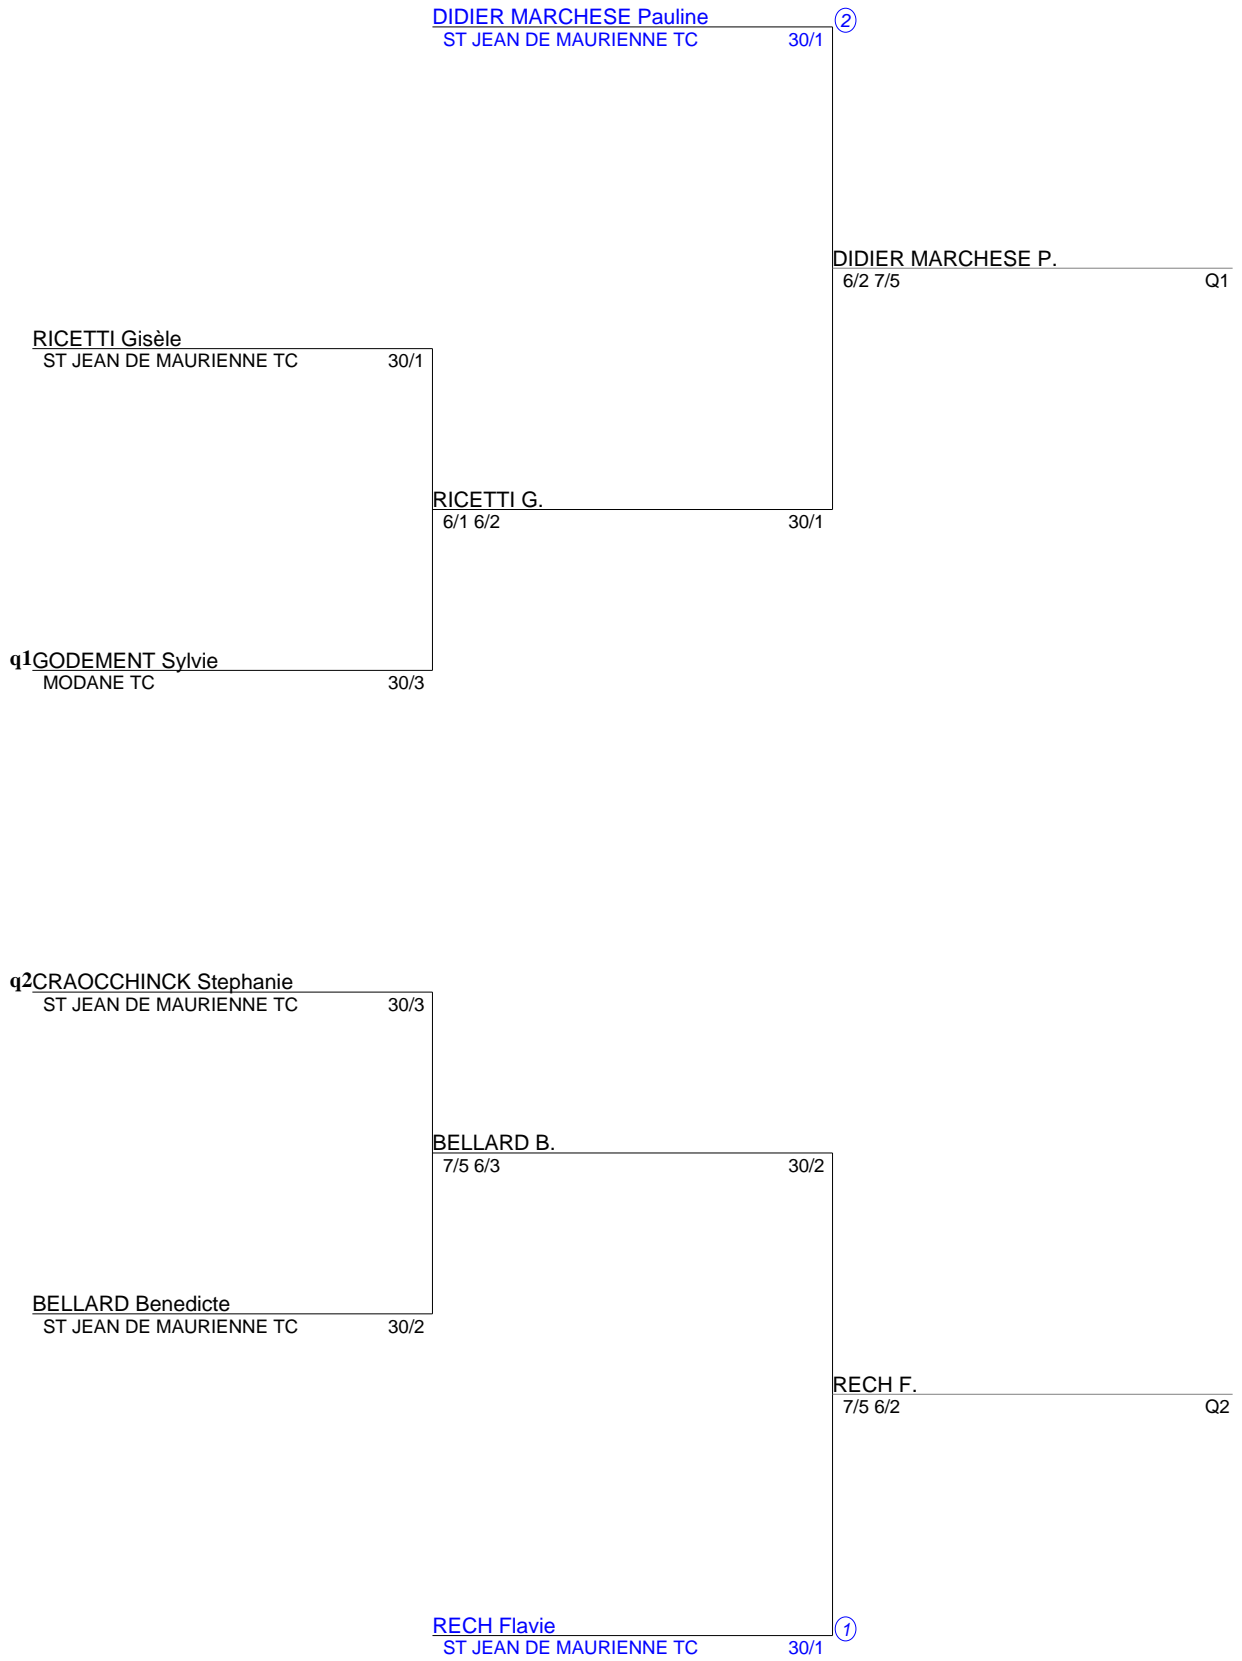 DIDIER MARCHESE Pauline 2
ST JEAN DE MAURIENNE TC 30/1
DIDIER MARCHESE P.
6/2 7/5 Q1
RICETTI Gisèle
ST JEAN DE MAURIENNE TC 30/1
RICETTI G.
6/1 6/2 30/1
q1 GODEMENT Sylvie
MODANE TC 30/3
q2 CRAOCCHINCK Stephanie
ST JEAN DE MAURIENNE TC 30/3
BELLARD B.
7/5 6/3 30/2
BELLARD Benedicte
ST JEAN DE MAURIENNE TC 30/2
RECH F.
7/5 6/2 Q2
RECH Flavie 1
ST JEAN DE MAURIENNE TC 30/1